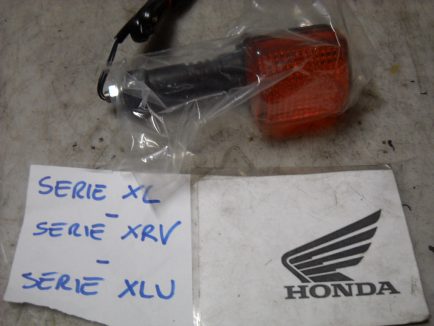 SERIE XL
-
SERIE XRV
-
SERIE XLV
HONDA